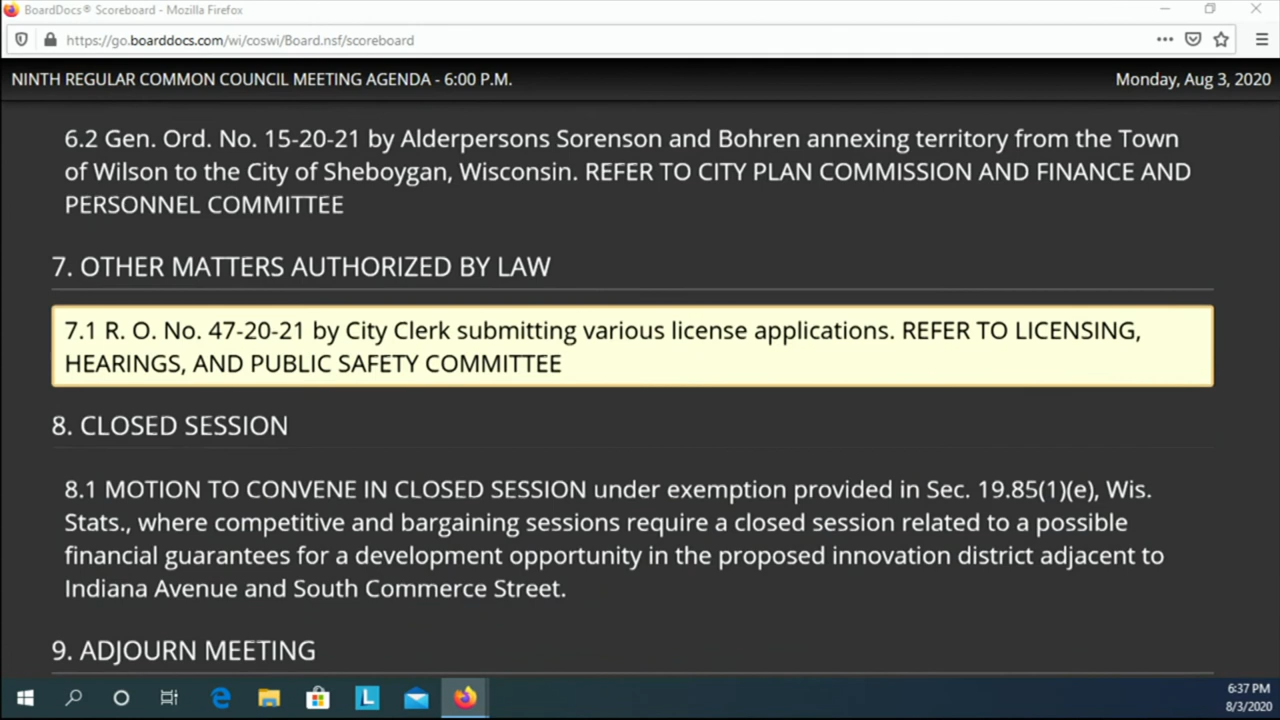 BoardDocs® Scoreboard - Mozilla Firefox
https://go.boarddocs.com/wi/coswi/Board.nsf/scoreboard
NINTH REGULAR COMMON COUNCIL MEETING AGENDA - 6:00 P.M.
Monday, Aug 3, 2020
6.2 Gen. Ord. No. 15-20-21 by Alderpersons Sorenson and Bohren annexing territory from the Town
of Wilson to the City of Sheboygan, Wisconsin. REFER TO CITY PLAN COMMISSION AND FINANCE AND
PERSONNEL COMMITTEE
7. OTHER MATTERS AUTHORIZED BY LAW
7.1 R. O. No. 47-20-21 by City Clerk submitting various license applications. REFER TO LICENSING,
HEARINGS, AND PUBLIC SAFETY COMMITTEE
8. CLOSED SESSION
8.1 MOTION TO CONVENE IN CLOSED SESSION under exemption provided in Sec. 19.85(1)(e), Wis.
Stats., where competitive and bargaining sessions require a closed session related to a possible
financial guarantees for a development opportunity in the proposed innovation district adjacent to
Indiana Avenue and South Commerce Street.
9. ADJOURN MEETING
L
6:37 PM
8/3/2020